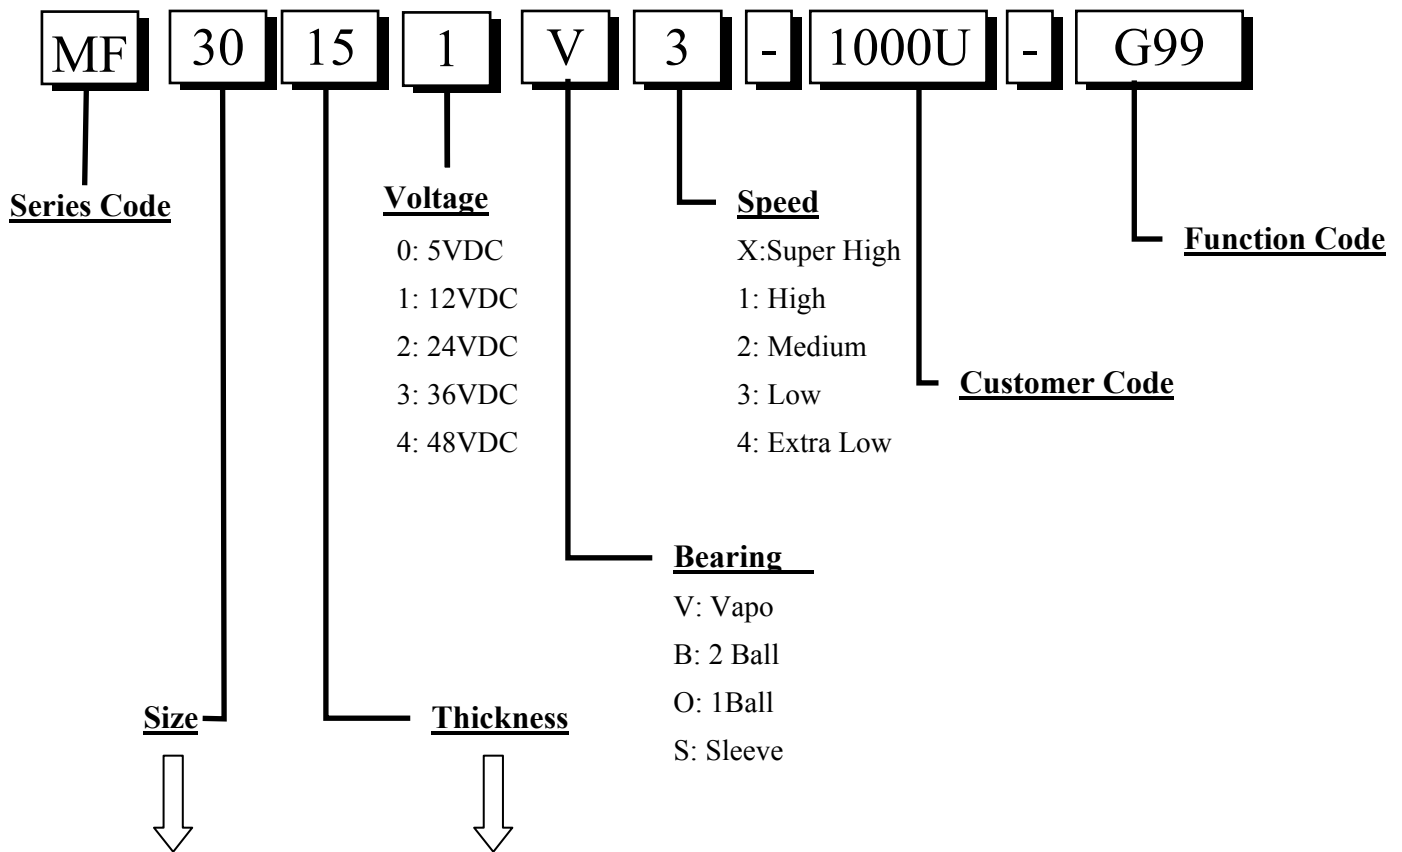 MF 30 15 1 V 3 - 1000U - G99
Series Code
Voltage
0: 5VDC
1: 12VDC
2: 24VDC
3: 36VDC
4: 48VDC
Speed
X:Super High
1: High
2: Medium
3: Low
4: Extra Low
Function Code
Customer Code
Bearing
V: Vapo
B: 2 Ball
O: 1Ball
S: Sleeve
Size
Thickness